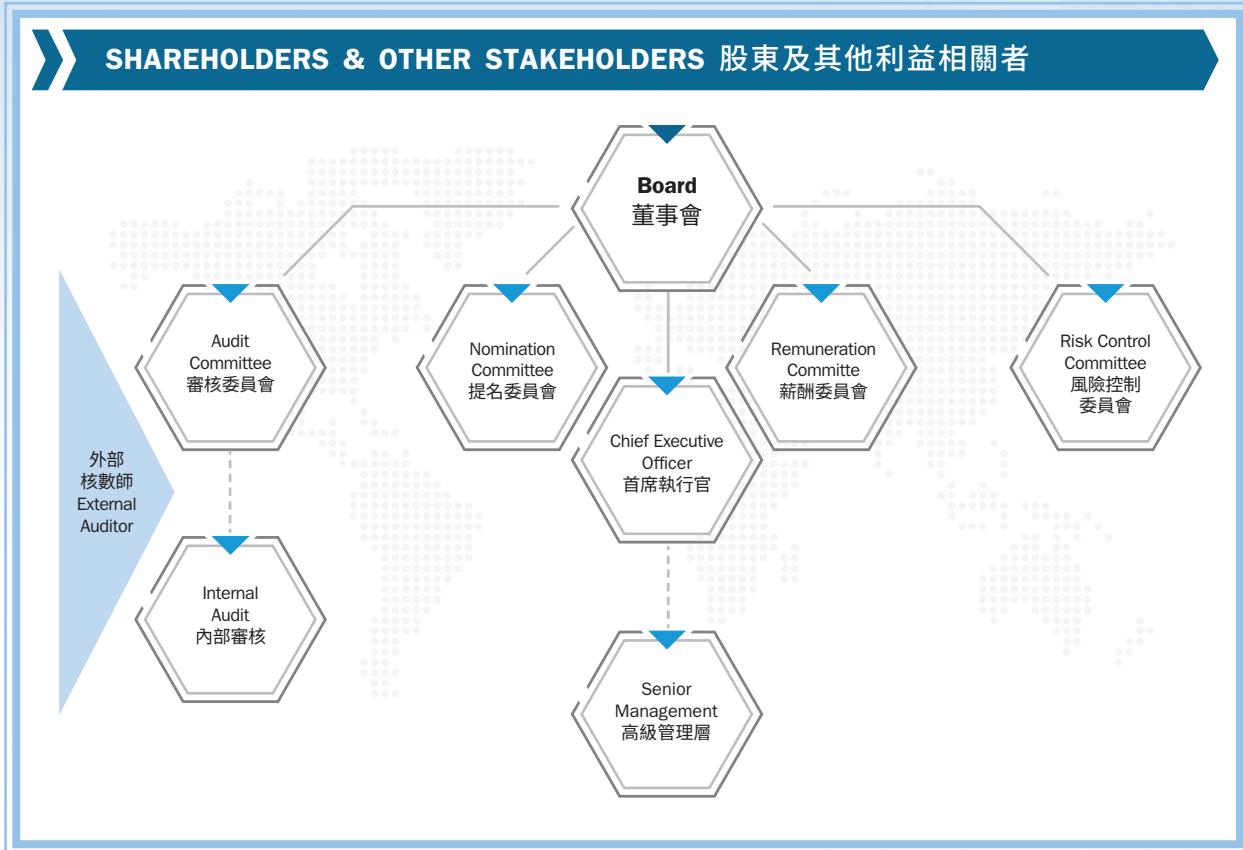 SHAREHOLDERS & OTHER STAKEHOLDERS 股東及其他利益相關者
Board
董事會
Audit
Committee
審核委員會
Nomination
Committee
提名委員會
Remuneration
Committe
薪酬委員會
Risk Control
Committee
風險控制
委員會
Chief Executive
Officer
首席執行官
外部
核數師
External
Auditor
Internal
Audit
內部審核
Senior
Management
高級管理層